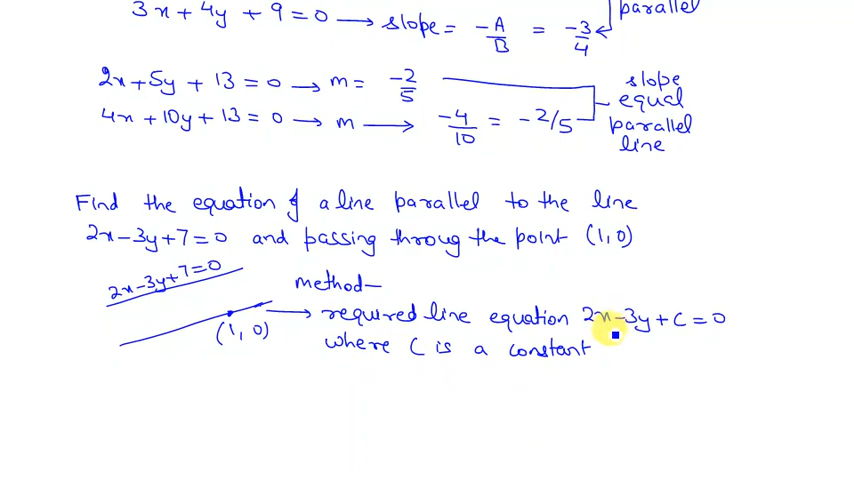 3x + 4y + 9 = 0 → slope = -A/B = -3/4 parallel
2x + 5y + 13 = 0 → m = -2/5
4x + 10y + 13 = 0 → m → -4/10 = -2/5
slope
equal
parallel
line
Find the equation of a line parallel to the line
2x - 3y + 7 = 0 and passing throug the point (1, 0)
2x - 3y + 7 = 0
(1, 0)
method -
→ required line equation 2x - 3y + C = 0
where C is a constant